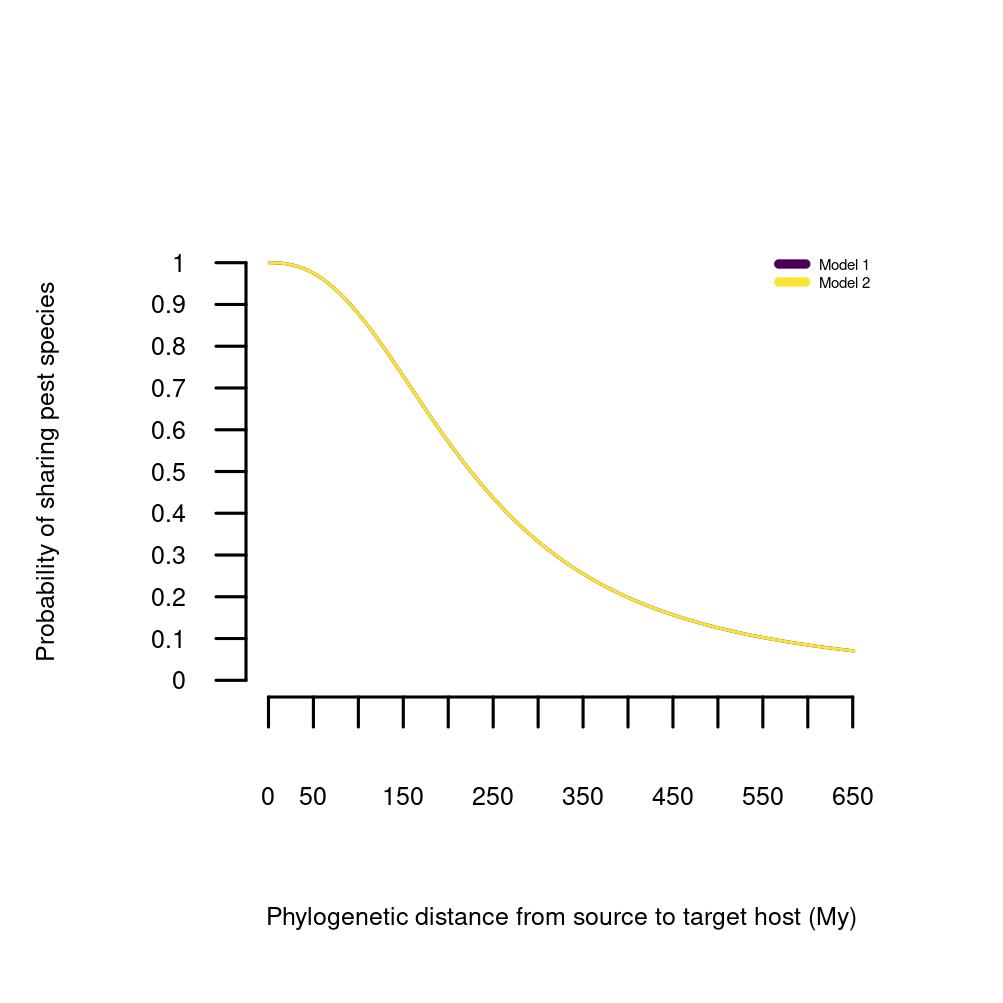 Model 1
Model 2
Probability of sharing pest species
1
0.9
0.8
0.7
0.6
0.5
0.4
0.3
0.2
0.1
0
0 50 150 250 350 450 550 650
Phylogenetic distance from source to target host (My)